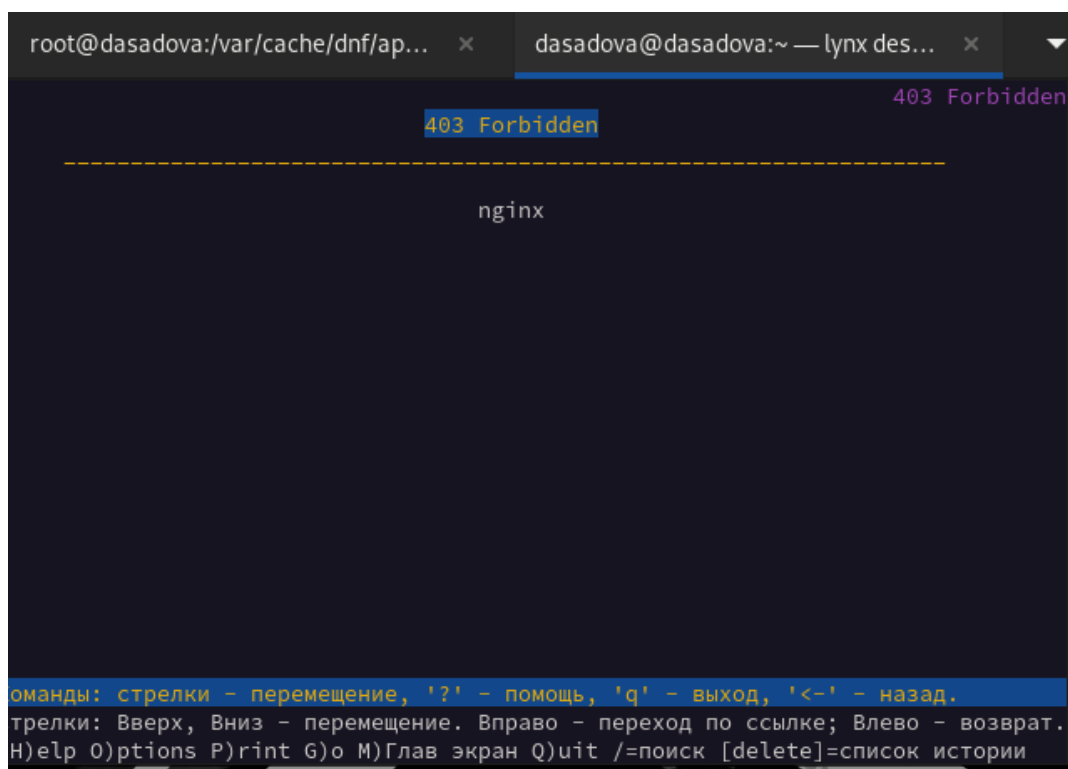 root@dasadova:/var/cache/dnf/ap... × dasadova@dasadova:~ — lynx des... ×
403 Forbidden
403 Forbidden
nginx
оманды: стрелки - перемещение, '?' - помощь, 'q' - выход, '<-' - назад.
трелки: Вверх, Вниз - перемещение. Вправо - переход по ссылке; Влево - возврат.
H)elp O)ptions P)rint G)o M)Глав экран Q)uit /=поиск [delete]=список истории